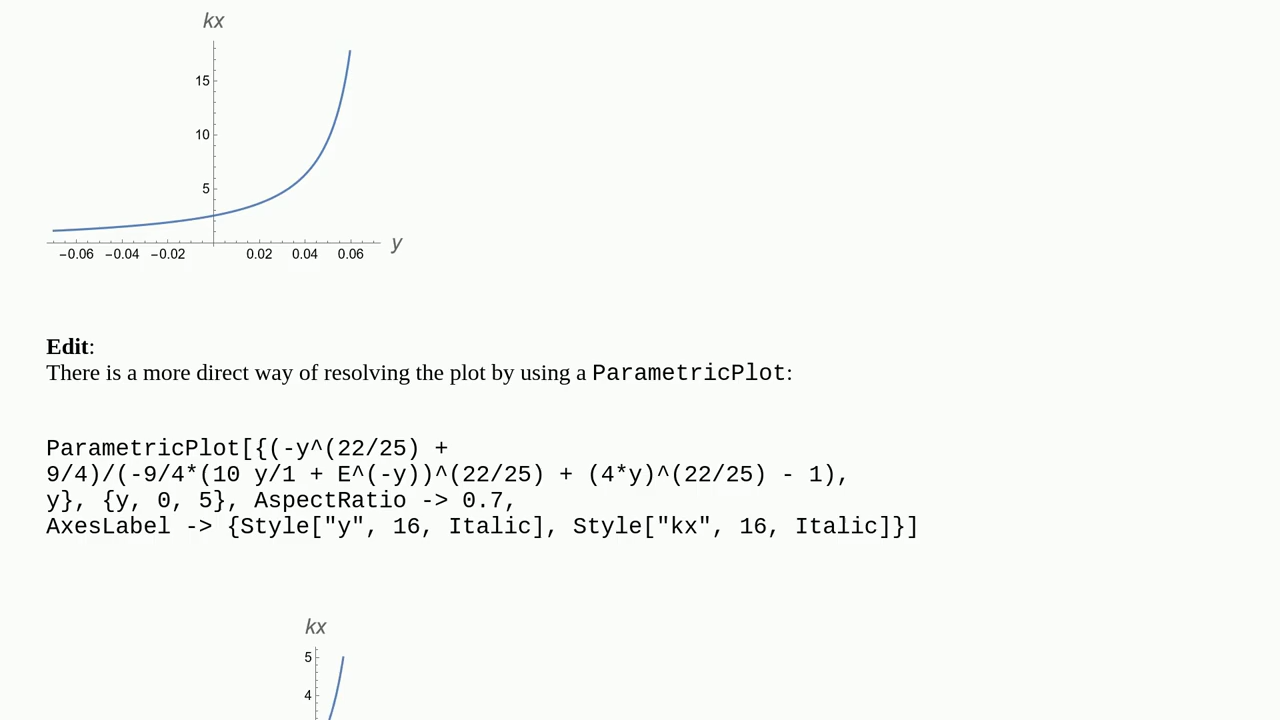 kx
15
10
5
y
−0.06 −0.04 −0.02 0.02 0.04 0.06
Edit:
There is a more direct way of resolving the plot by using a ParametricPlot:
ParametricPlot[{(-y^(22/25) +
9/4)/(-9/4*(10 y/1 + E^(-y))^(22/25) + (4*y)^(22/25) - 1),
y}, {y, 0, 5}, AspectRatio -> 0.7,
AxesLabel -> {Style["y", 16, Italic], Style["kx", 16, Italic]}]
kx
5
4